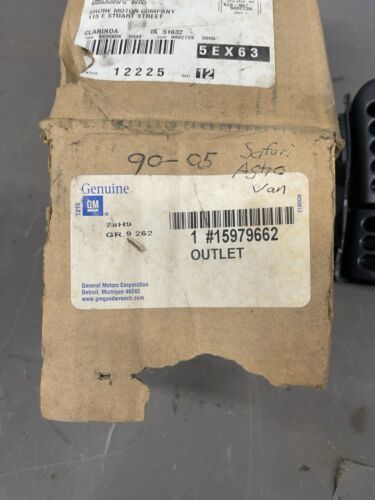 SHONE MOTOR COMPANY
115 E STUART STREET
CLARINDA IA 51632
5EX63
12225 12
90-05 Safari
Astro
Van
Genuine
GM
®
1216
78H9
GR. 9.262
1 #15979662
OUTLET
General Motors Corporation
Detroit, Michigan 48243
www.gmgoodwrench.com